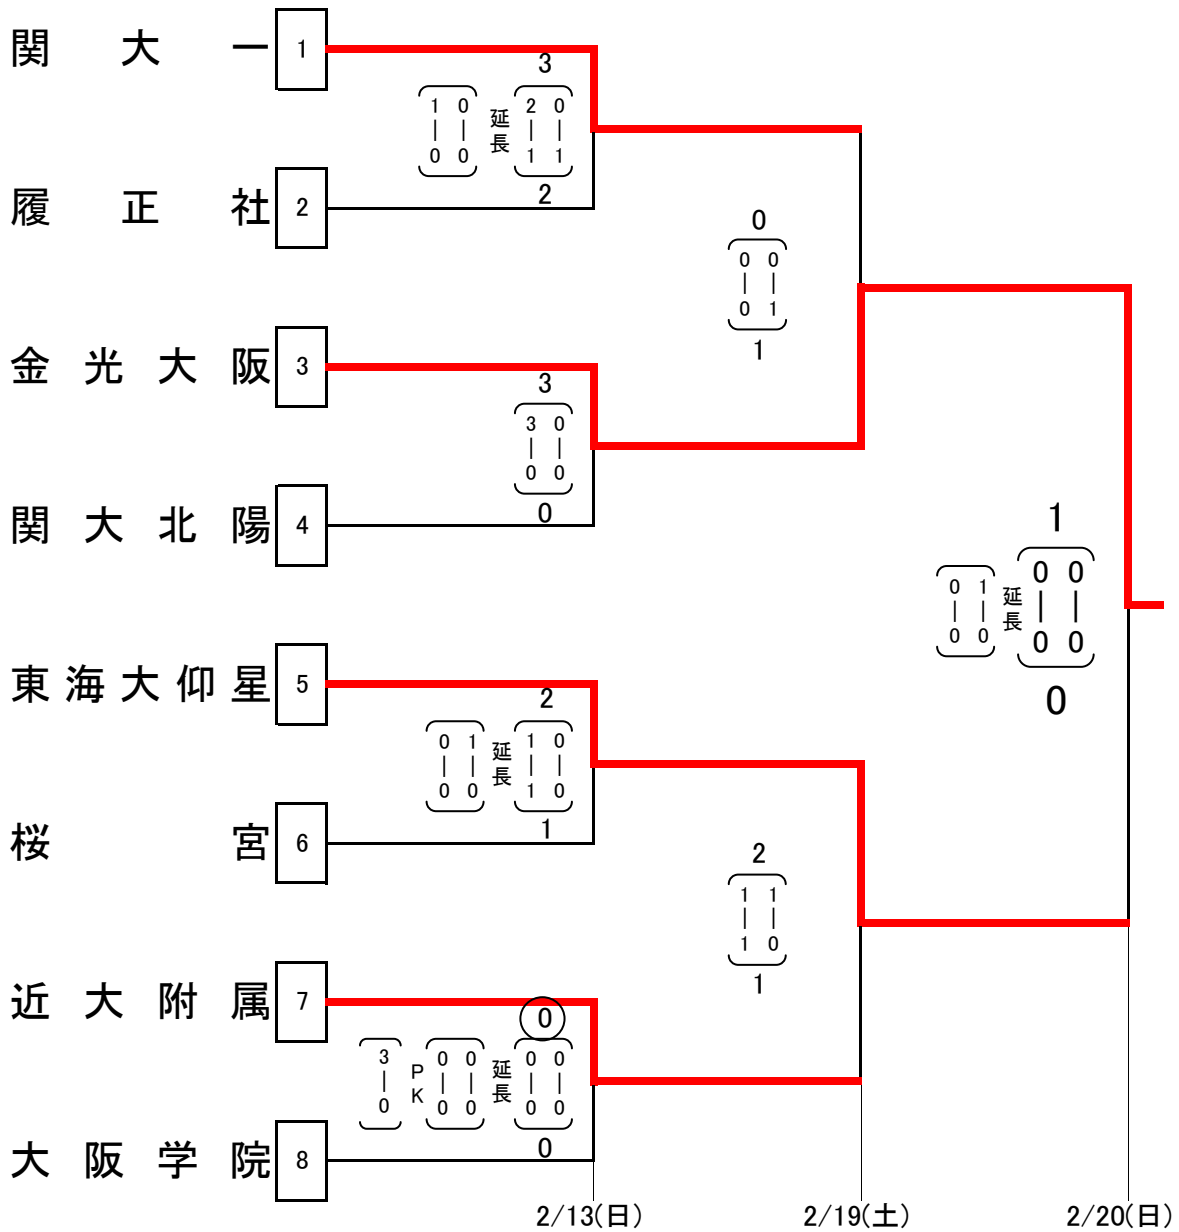 関大一 1
3
1 0 延長 2 0
| | | |
0 0 1 1
2
履正社 2
0
0 0
| |
0 1
1
金光大阪 3
3
3 0
| |
0 0
0
関大北陽 4
1
0 1 延長 0 0
| | | |
0 0 0 0
0
東海大仰星 5
2
0 1 延長 1 0
| | | |
0 0 1 0
1
桜宮 6
2
1 1
| |
1 0
1
近大附属 7
0
3 PK 0 0 延長 0 0
| | | | |
0 0 0 0 0
0
大阪学院 8
2/13(日) 2/19(土) 2/20(日)